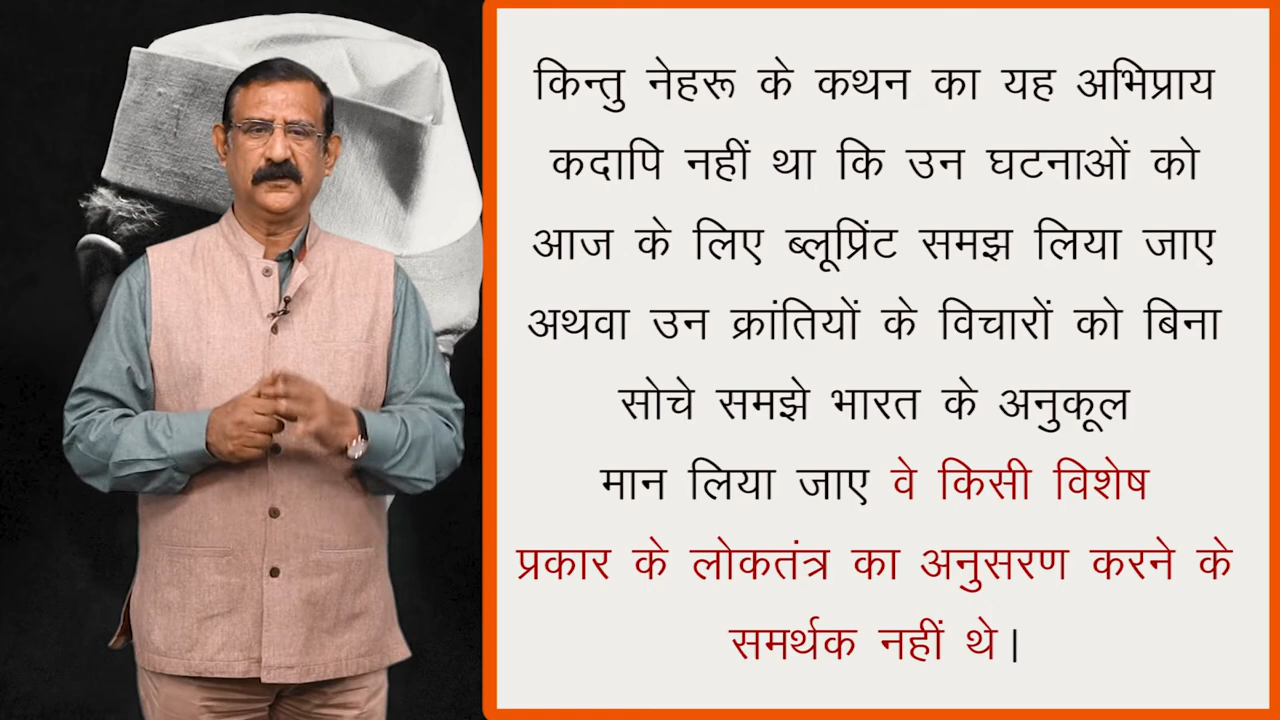 किन्तु नेहरू के कथन का यह अभिप्राय
कदापि नहीं था कि उन घटनाओं को
आज के लिए ब्लूप्रिंट समझ लिया जाए
अथवा उन क्रांतियों के विचारों को बिना
सोचे समझे भारत के अनुकूल
मान लिया जाए वे किसी विशेष
प्रकार के लोकतंत्र का अनुसरण करने के
समर्थक नहीं थे|